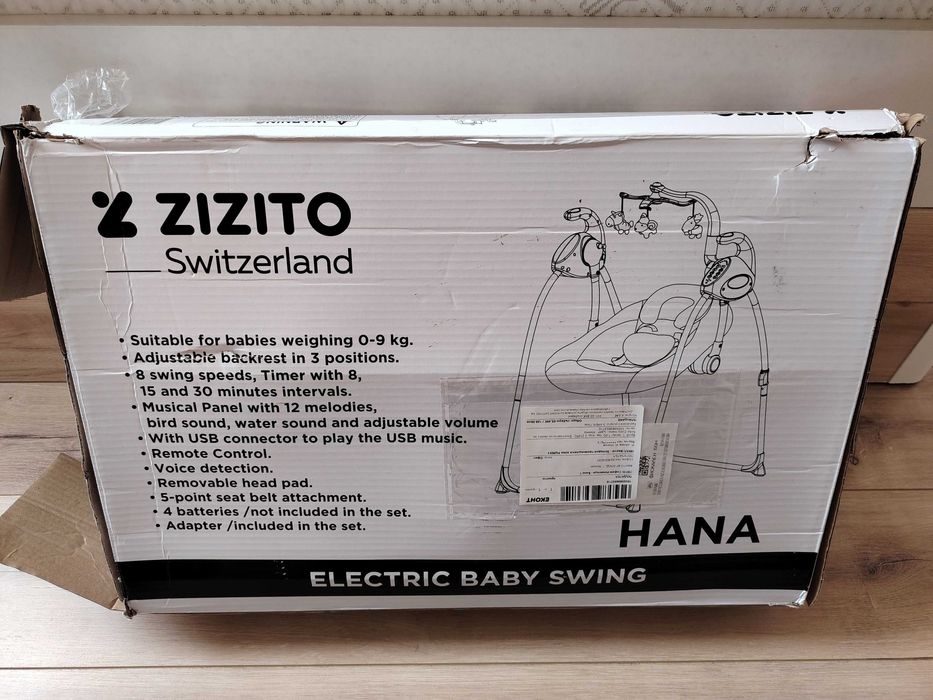 WARNING
ZIZITO
ZIZITO
Switzerland
• Suitable for babies weighing 0-9 kg.
• Adjustable backrest in 3 positions.
• 8 swing speeds, Timer with 8,
15 and 30 minutes intervals.
• Musical Panel with 12 melodies,
bird sound, water sound and adjustable volume
• With USB connector to play the USB music.
• Remote Control.
• Voice detection.
• Removable head pad.
• 5-point seat belt attachment.
• 4 batteries /not included in the set.
• Adapter /included in the set.
ЕКОНТ
HANA
ELECTRIC BABY SWING